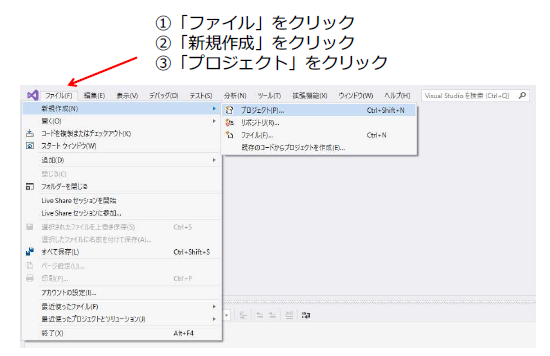 ①「ファイル」をクリック
②「新規作成」をクリック
③「プロジェクト」をクリック
ファイル(F) 編集(E) 表示(V) デバッグ(D) テスト(S) 分析(N) ツール(T) 拡張機能(X) ウィンドウ(W) ヘルプ(H) Visual Studio を検索 (Ctrl+Q)
新規作成(N)
開く(O)
コードを複製またはチェックアウト(K)
スタート ウィンドウ(W)
追加(D)
閉じる(C)
フォルダーを閉じる
Live Share セッションを開始
Live Share セッションに参加...
選択されたファイルを上書き保存(S) Ctrl+S
選択したファイルに名前を付けて保存(A)...
すべて保存(L) Ctrl+Shift+S
ページ設定(U)...
印刷(P)... Ctrl+P
アカウントの設定(I)...
最近使ったファイル(F)
最近使ったプロジェクトとソリューション(J)
終了(X) Alt+F4
プロジェクト(P)... Ctrl+Shift+N
リポジトリ(R)...
ファイル(F)... Ctrl+N
既存のコードからプロジェクトを作成(E)...